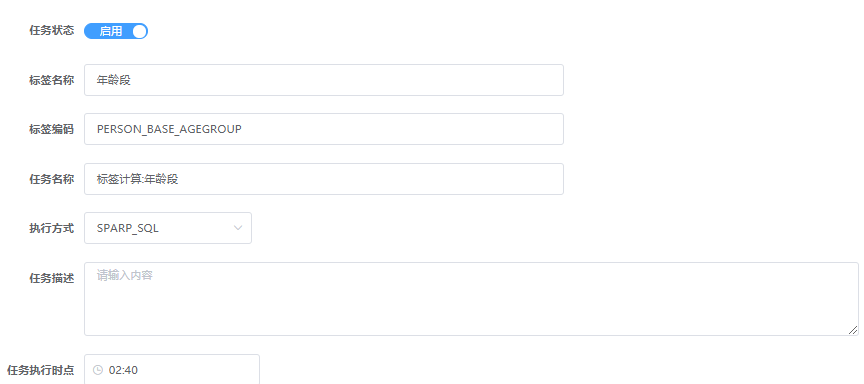 任务状态 启用
标签名称 年龄段
标签编码 PERSON_BASE_AGEGROUP
任务名称 标签计算:年龄段
执行方式 SPARP_SQL
任务描述 请输入内容
任务执行时点 02:40